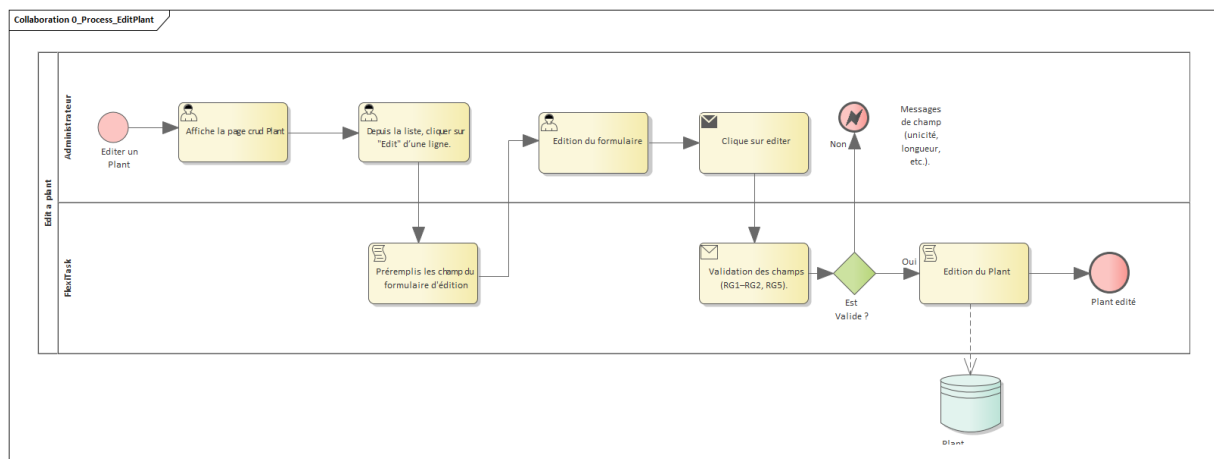 Collaboration 0_Process_EditPlant
Edit a plant
Administrateur
Editer un
Plant
Affiche la page crud Plant
Depuis la liste, cliquer sur
"Edit" d'une ligne.
Edition du formulaire
Clique sur editer
Non
Messages
de champ
(unicité,
longueur,
etc.).
FlexiTask
Préremplis les champ du
formulaire d'édition
Validation des champs
(RG1–RG2, RG5).
Est
Valide ?
Oui
Edition du Plant
Plant edité
Plant